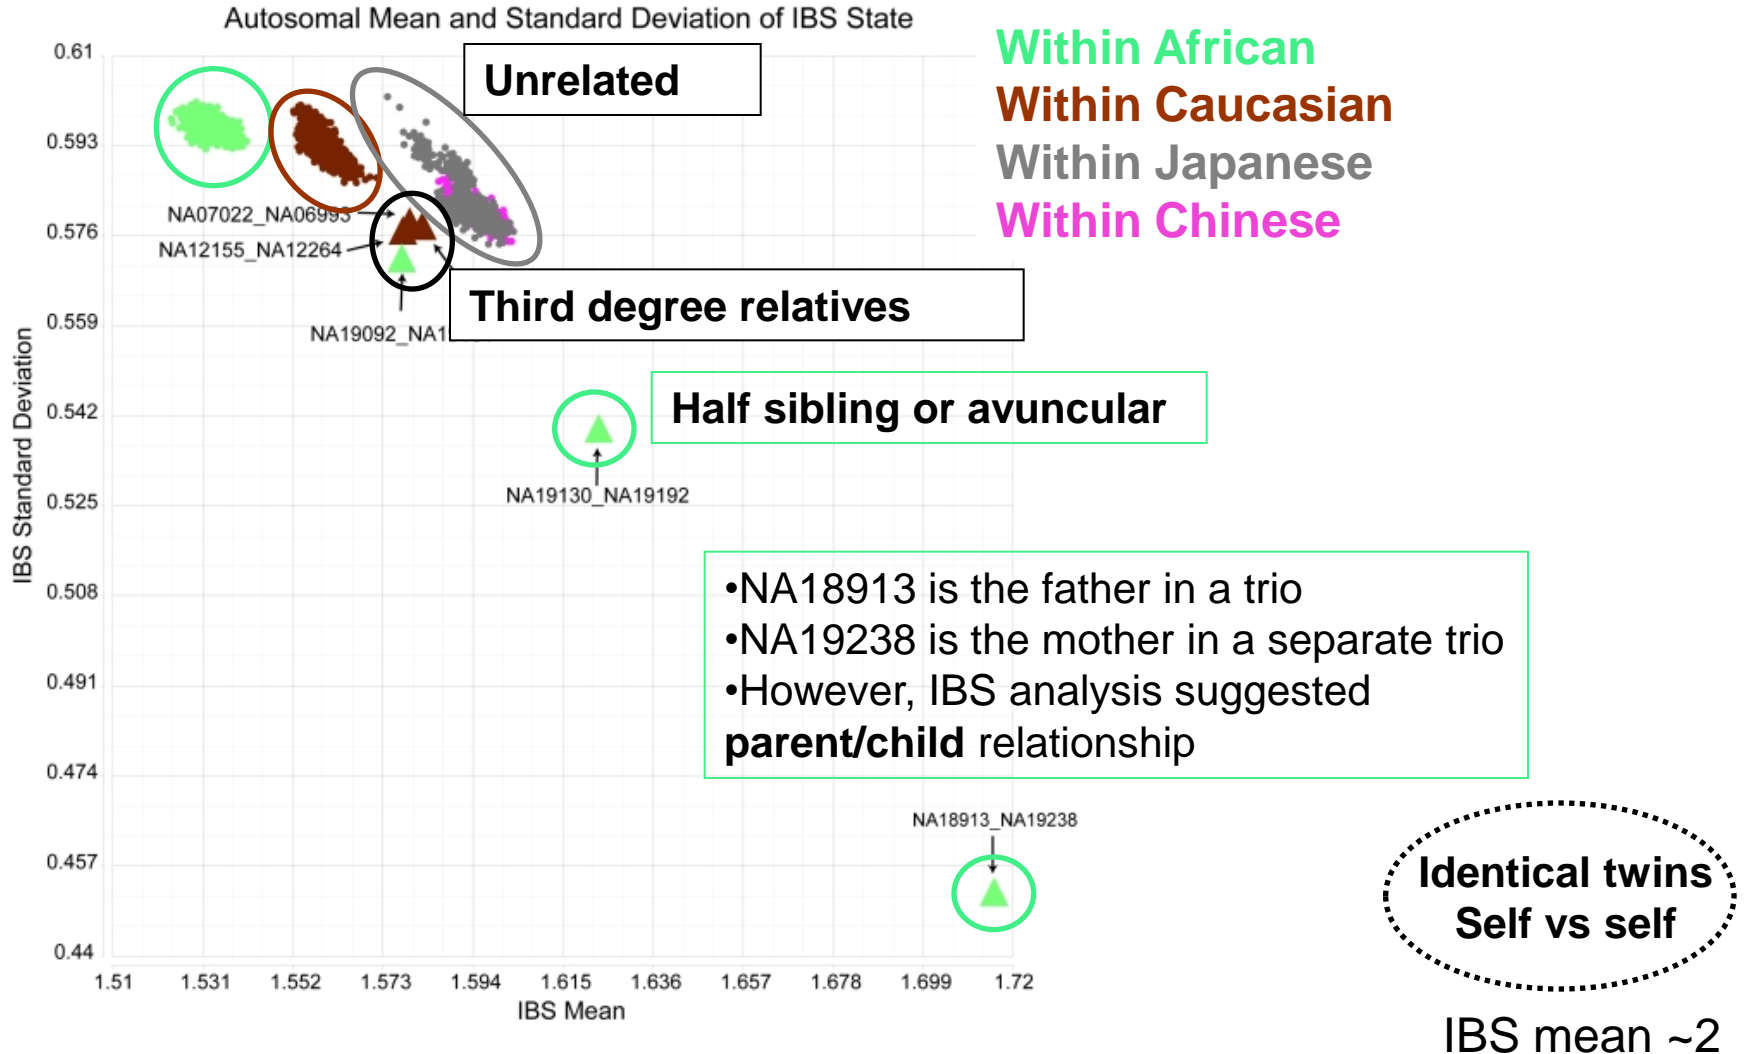 Autosomal Mean and Standard Deviation of IBS State
Unrelated
Within African
Within Caucasian
Within Japanese
Within Chinese
0.61
0.593
0.576
0.559
0.542
0.525
0.508
0.491
0.474
0.457
0.44
IBS Standard Deviation
NA07022_NA06993
NA12155_NA12264
Third degree relatives
Half sibling or avuncular
NA19130_NA19192
•NA18913 is the father in a trio
•NA19238 is the mother in a separate trio
•However, IBS analysis suggested
parent/child relationship
NA18913_NA19238
Identical twins
Self vs self
IBS mean ~2
1.51 1.531 1.552 1.573 1.594 1.615 1.636 1.657 1.678 1.699 1.72
IBS Mean